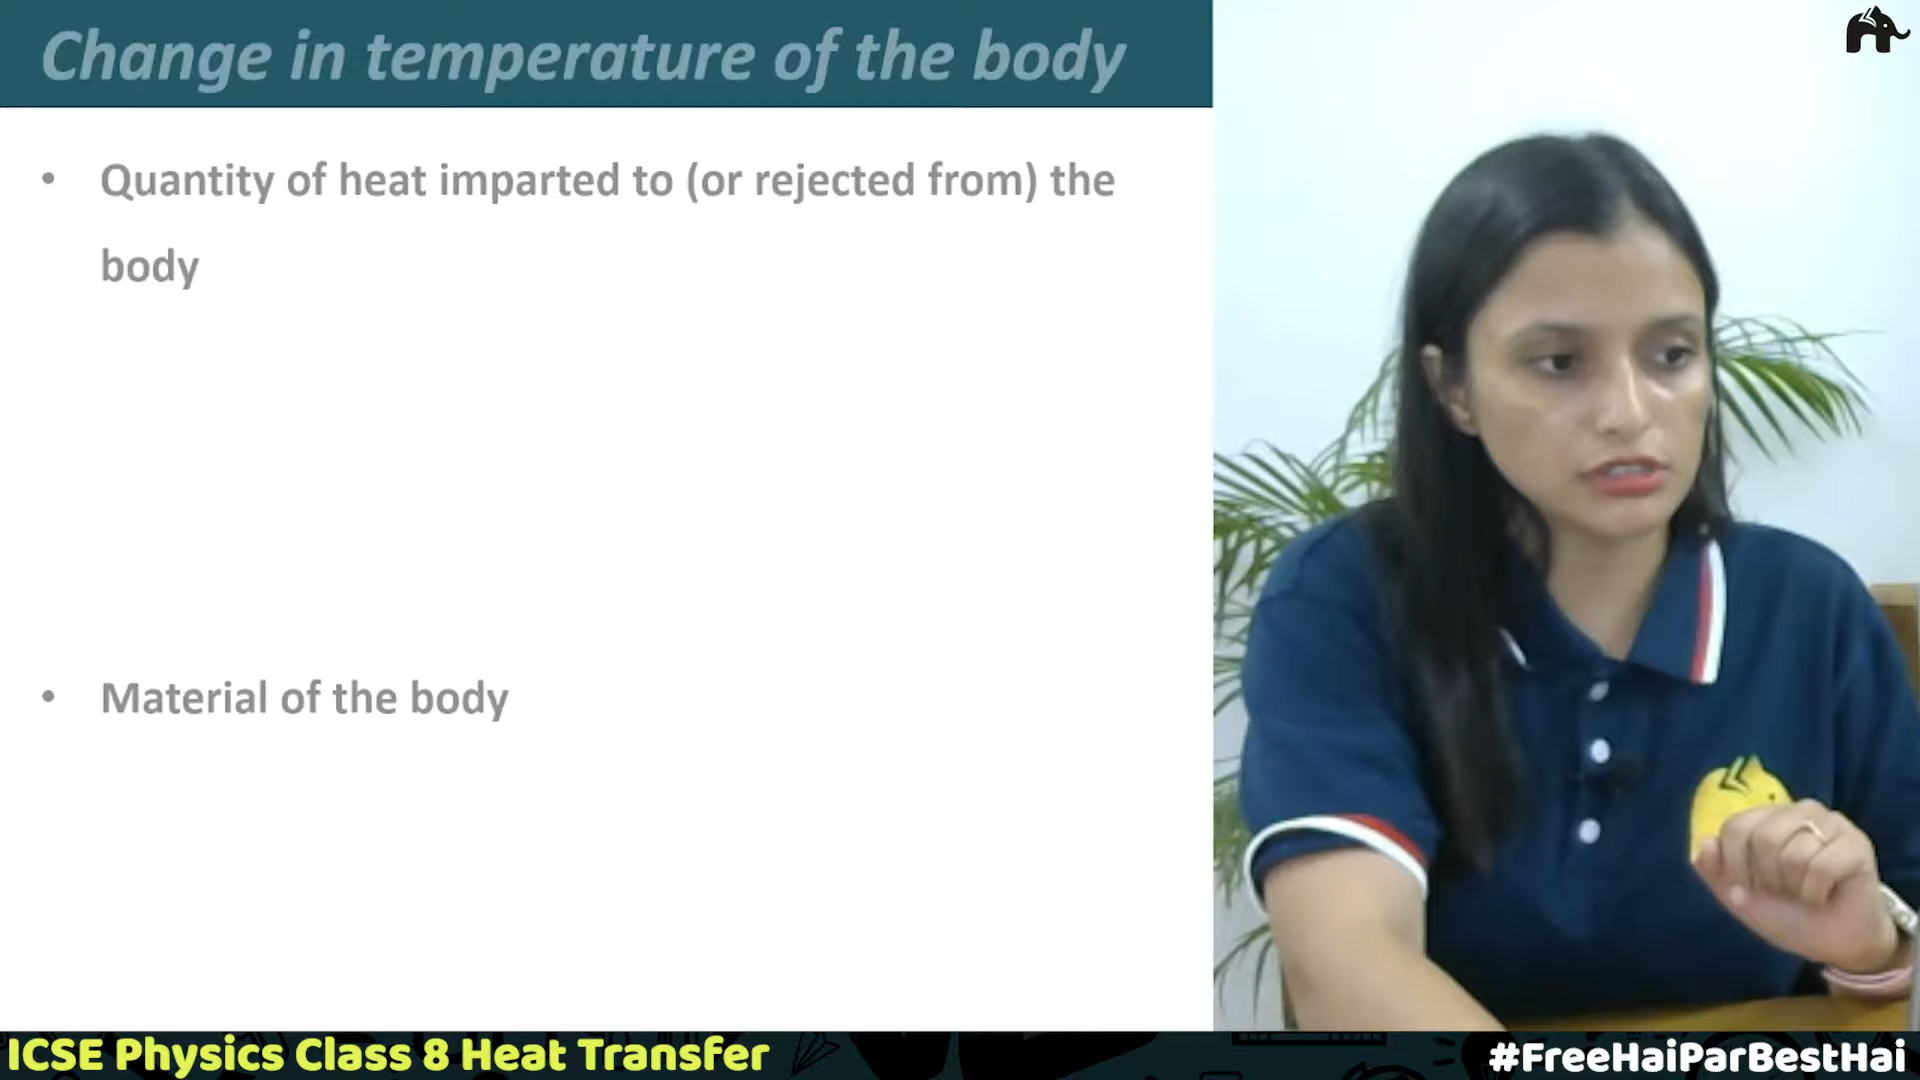 Change in temperature of the body
• Quantity of heat imparted to (or rejected from) the
body
• Material of the body
ICSE Physics Class 8 Heat Transfer
#FreeHaiParBestHai